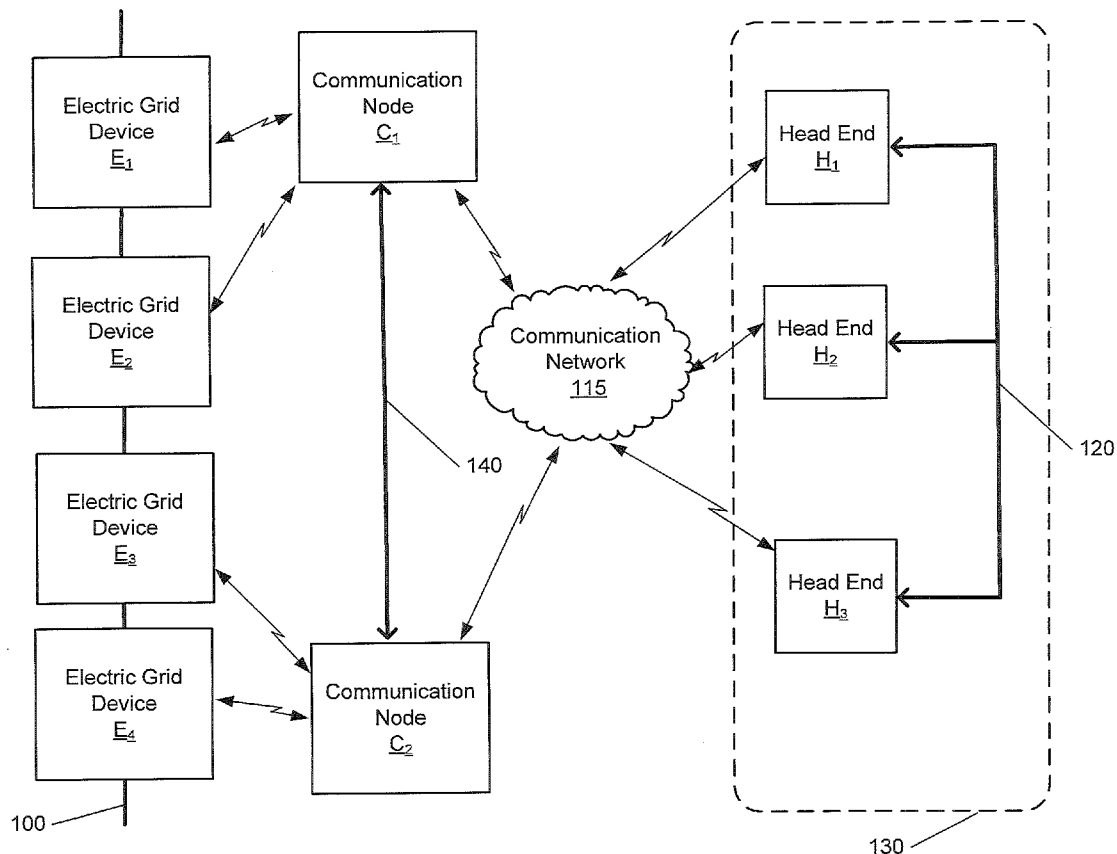 Electric Grid
Device
E1
Communication
Node
C1
Head End
H1
Electric Grid
Device
E2
Communication
Network
115
Head End
H2
140
120
Electric Grid
Device
E3
Head End
H3
Electric Grid
Device
E4
Communication
Node
C2
100
130